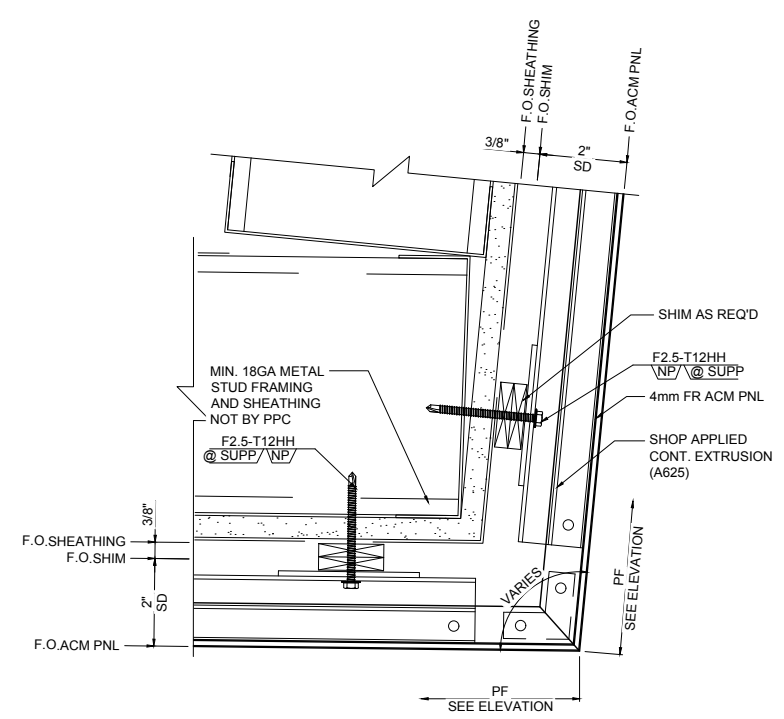 F.O.SHEATHING
F.O.SHIM
F.O.ACM PNL
3/8"
2"
SD
SHIM AS REQ'D
F2.5-T12HH
NP @ SUPP
4mm FR ACM PNL
SHOP APPLIED
CONT. EXTRUSION
(A625)
MIN. 18GA METAL
STUD FRAMING
AND SHEATHING
NOT BY PPC
F2.5-T12HH
@ SUPP NP
3/8"
F.O.SHEATHING
F.O.SHIM
2"
SD
F.O.ACM PNL
VARIES
PF
SEE ELEVATION
PF
SEE ELEVATION